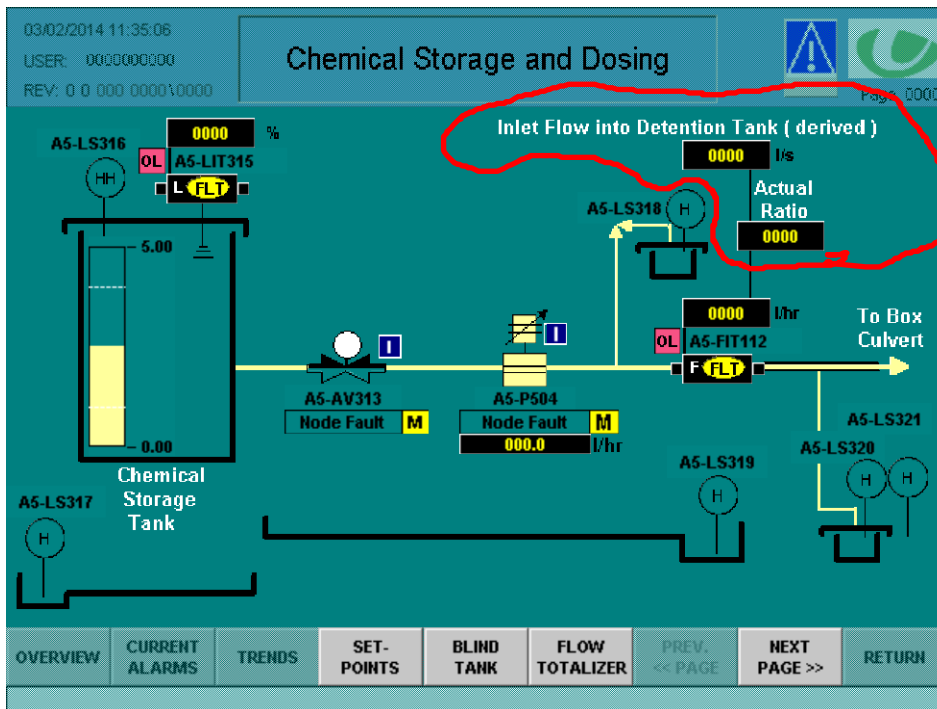 03/02/2014 11:35:06
USER: 0000000000
REV: 0 0 000 0000\0000
Chemical Storage and Dosing
Page 0000
Inlet Flow into Detention Tank ( derived )
0000 l/s
Actual
Ratio
0000
0000 %
A5-LS316
OL A5-LIT315
HH
L FLT
A5-LS318
H
5.00
0.00
Chemical
Storage
Tank
I
A5-AV313
Node Fault M
I
A5-P504
Node Fault M
000.0 l/hr
0000 l/hr
OL A5-FIT112
F FLT
To Box
Culvert
A5-LS321
A5-LS320
H
H
A5-LS319
H
A5-LS317
H
OVERVIEW
CURRENT
ALARMS
TRENDS
SET-
POINTS
BLIND
TANK
FLOW
TOTALIZER
PREV.
<< PAGE
NEXT
PAGE >>
RETURN